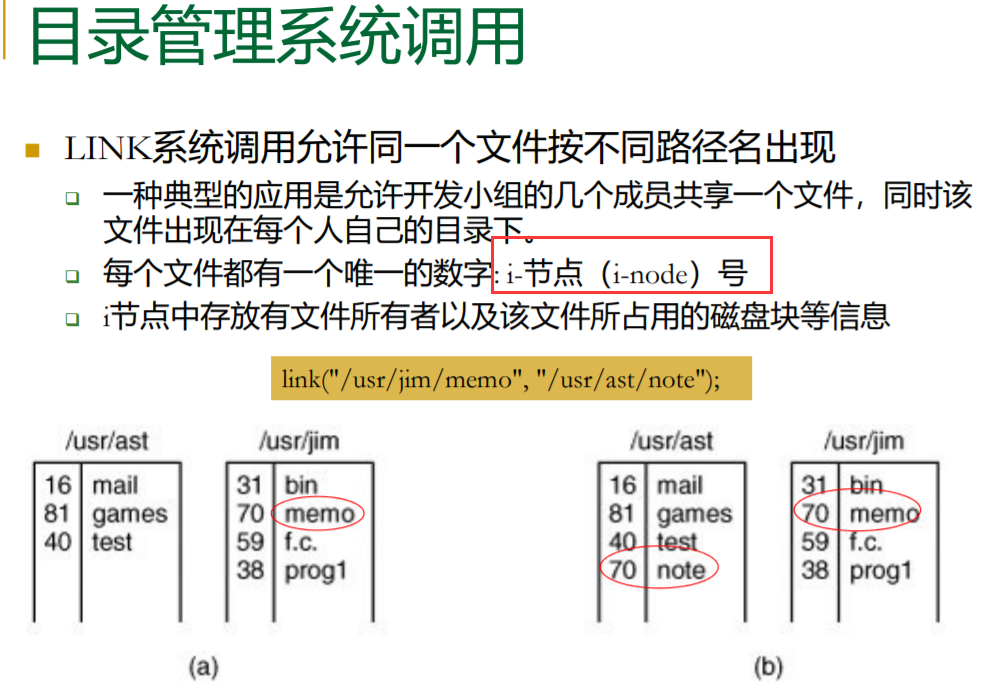 目录管理系统调用
LINK系统调用允许同一个文件按不同路径名出现
一种典型的应用是允许开发小组的几个成员共享一个文件，同时该
文件出现在每个人自己的目录下。
每个文件都有一个唯一的数字: i-节点（i-node）号
i节点中存放有文件所有者以及该文件所占用的磁盘块等信息
link("/usr/jim/memo", "/usr/ast/note");
/usr/ast
16 mail
81 games
40 test
/usr/jim
31 bin
70 memo
59 f.c.
38 prog1
(a)
/usr/ast
16 mail
81 games
40 test
70 note
/usr/jim
31 bin
70 memo
59 f.c.
38 prog1
(b)